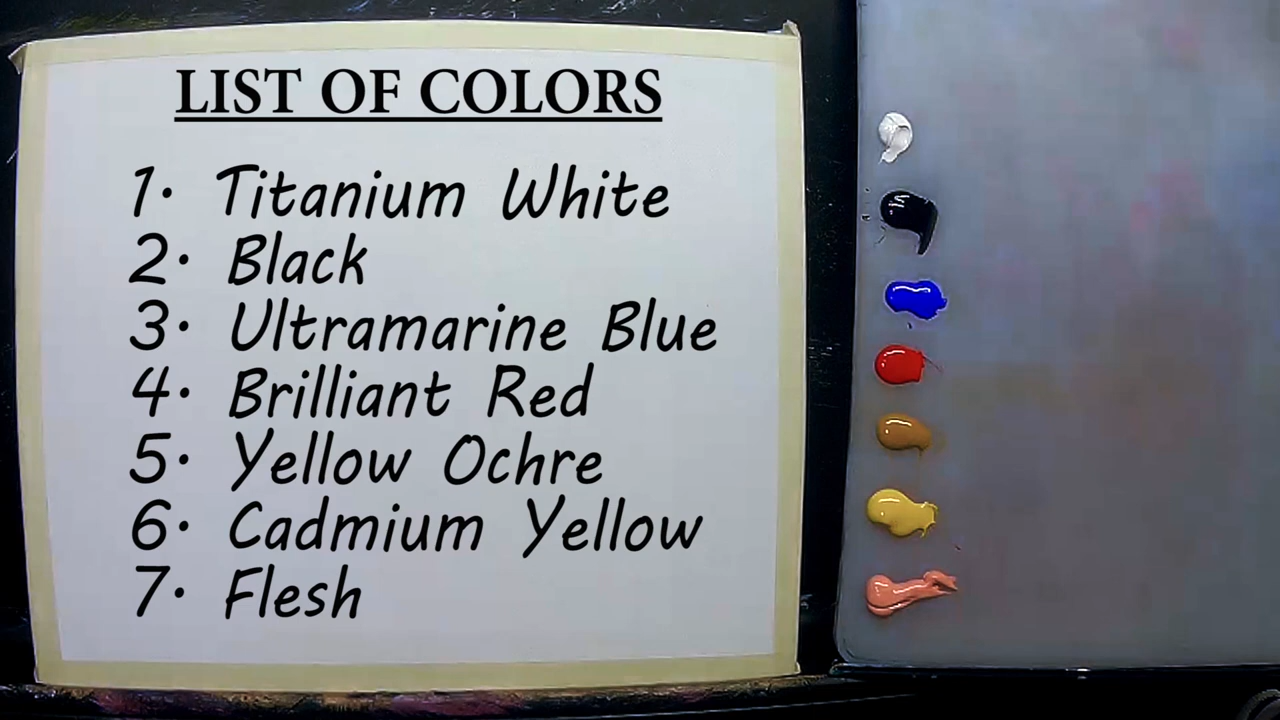 LIST OF COLORS
1. Titanium White
2. Black
3. Ultramarine Blue
4. Brilliant Red
5. Yellow Ochre
6. Cadmium Yellow
7. Flesh